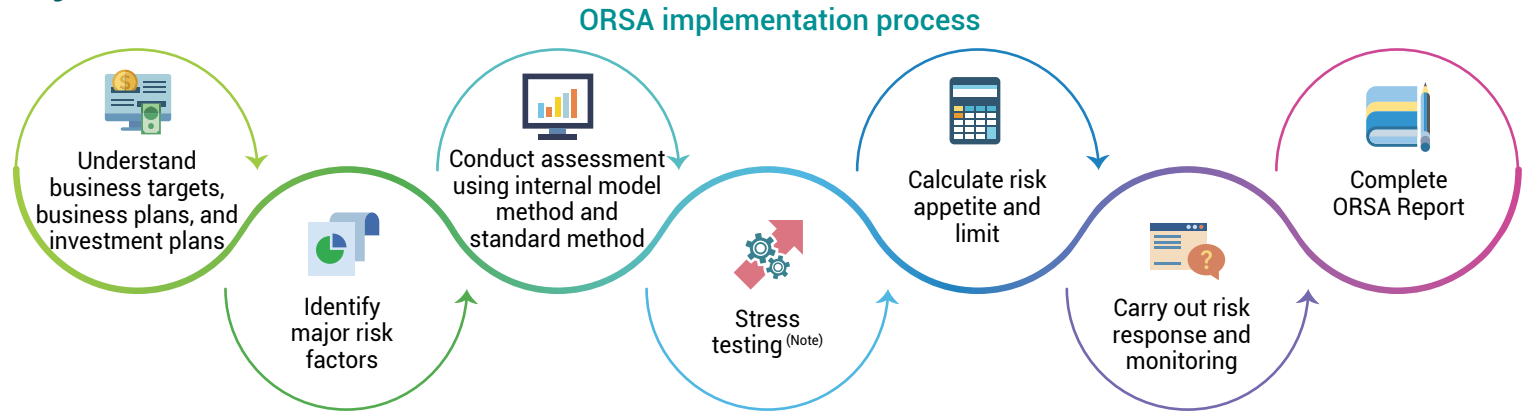 ORSA implementation process
Understand
business targets,
business plans, and
investment plans
Identify
major risk
factors
Conduct assessment
using internal model
method and
standard method
Stress
testing (Note)
Calculate risk
appetite and
limit
Carry out risk
response and
monitoring
Complete
ORSA Report